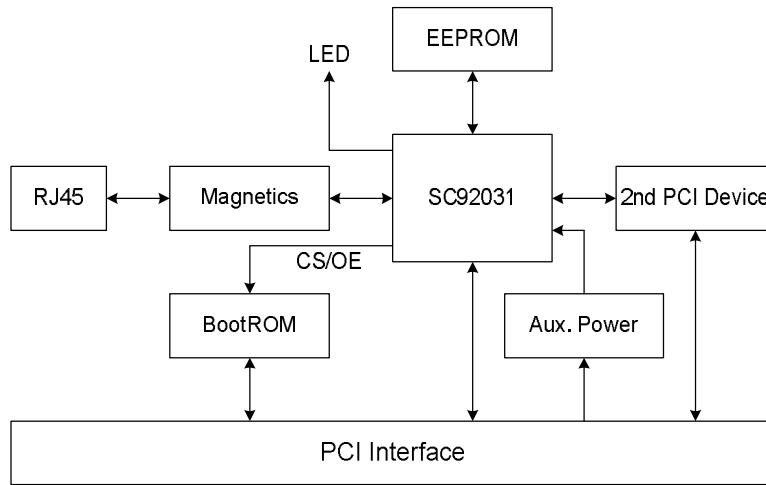 EEPROM
LED
RJ45
Magnetics
SC92031
2nd PCI Device
CS/OE
BootROM
Aux. Power
PCI Interface